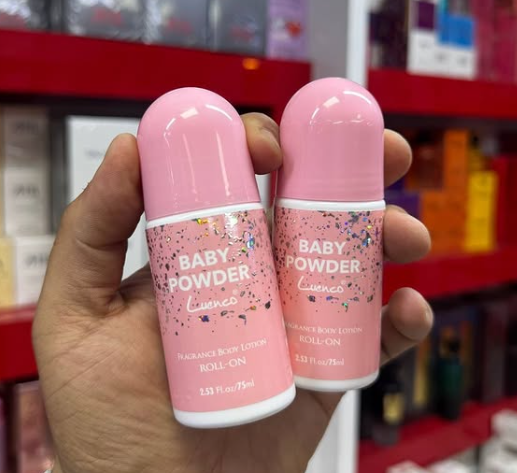 BABY
POWDER
Luenco®
FRAGRANCE BODY LOTION
ROLL-ON
2.53 Fl.oz/75ml
BABY
POWDER
Luenco
FRAGRANCE BODY LOTION
ROLL-ON
2.53 Fl.oz/75ml